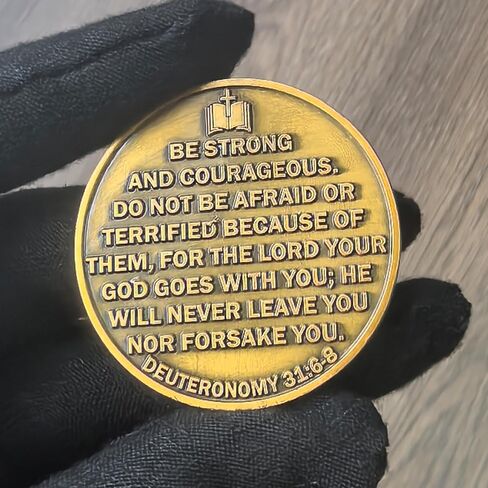 BE STRONG
AND COURAGEOUS.
DO NOT BE AFRAID OR
TERRIFIED BECAUSE OF
THEM, FOR THE LORD YOUR
GOD GOES WITH YOU; HE
WILL NEVER LEAVE YOU
NOR FORSAKE YOU.
DEUTERONOMY 31:6-8